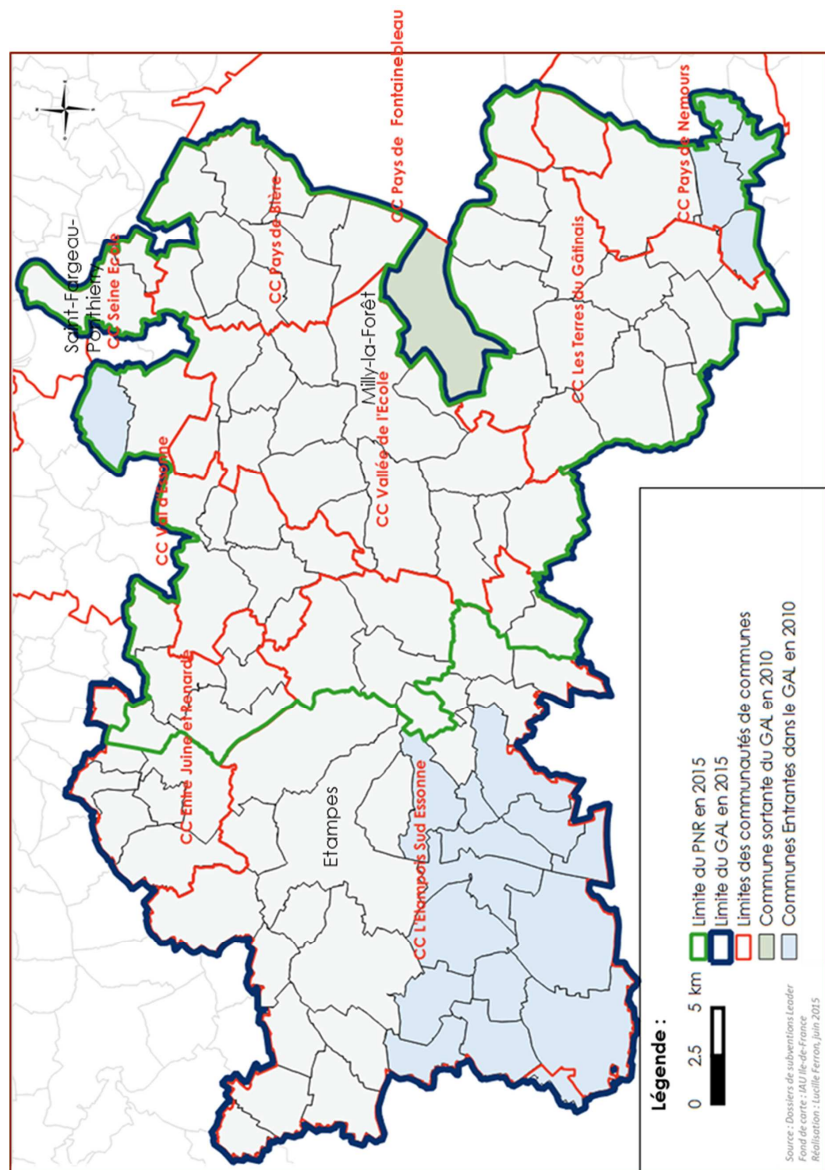 Saint-Fargeau-
Ponthierry
CC Seine Ecole
CC Pays de Bière
CC Pays de Fontainebleau
CC Val d'Essonne
Milly-la-Forêt
CC Vallée de l'Ecole
CC Les Terres du Gâtinais
CC Pays de Nemours
CC Entre Juine et Renarde
Etampes
CC L'Etampois Sud Essonne
Légende :
0 2.5 5 km
Limite du PNR en 2015
Limite du GAL en 2015
Limites des communautés de communes
Commune sortante du GAL en 2010
Communes Entrantes dans le GAL en 2010
Source : Dossiers de subventions Leader
Fond de carte : IAU Ile-de-France
Réalisation : Lucille Ferron, juin 2015